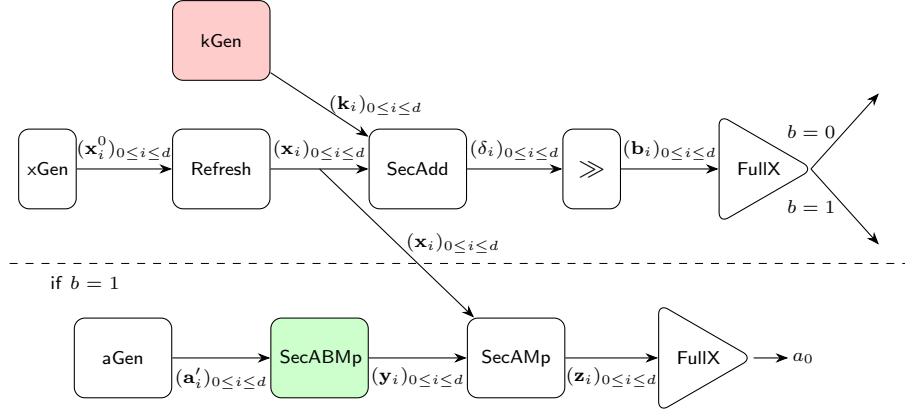 kGen
(k_i)_{0≤i≤d}
xGen
(x_i^0)_{0≤i≤d}
Refresh
(x_i)_{0≤i≤d}
SecAdd
(δ_i)_{0≤i≤d}
≫
(b_i)_{0≤i≤d}
FullX
b = 0
b = 1
(x_i)_{0≤i≤d}
if b = 1
aGen
(a′_i)_{0≤i≤d}
SecABMp
(y_i)_{0≤i≤d}
SecAMp
(z_i)_{0≤i≤d}
FullX
a_0